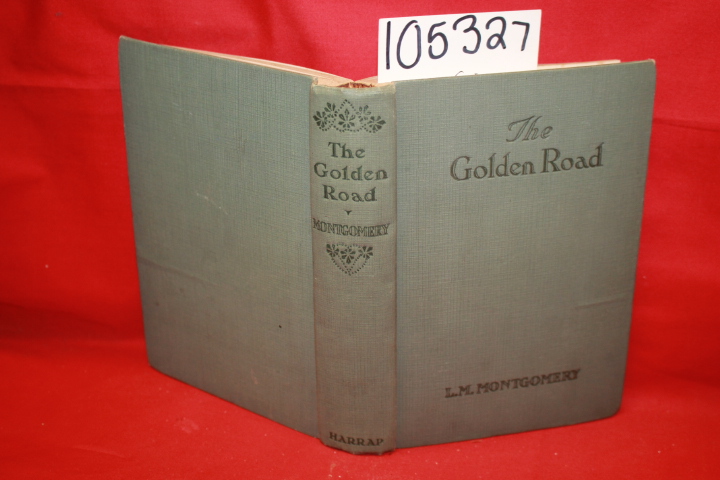 105327
The
Golden
Road
MONTGOMERY
HARRAP
The
Golden Road
L.M. MONTGOMERY